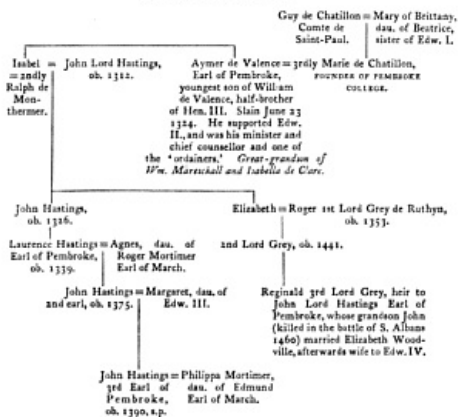 Guy de Chatillon = Mary of Brittany,
Comte de dau. of Beatrice,
Saint-Paul. sister of Edw. I.
Isabel = John Lord Hastings,
= 2ndly ob. 1312.
Ralph de
Mon-
thermer.
Aymer de Valence = 3rdly Marie de Chatillon,
Earl of Pembroke, FOUNDER OF PEMBROKE
youngest son of William COLLEGE.
de Valence, half-brother
of Hen. III. Slain June 23
1324. He supported Edw.
II., and was his minister and
chief counsellor and one of
the 'ordainers.' Great-grandson of
Wm. Mareschall and Isabella de Clare.
John Hastings,
ob. 1326.
Elizabeth = Roger 1st Lord Grey de Ruthyn,
ob. 1353.
Laurence Hastings = Agnes, dau. of
Earl of Pembroke, Roger Mortimer
ob. 1339. Earl of March.
2nd Lord Grey, ob. 1441.
John Hastings = Margaret, dau. of
2nd earl, ob. 1375. Edw. III.
Reginald 3rd Lord Grey, heir to
John Lord Hastings Earl of
Pembroke, whose grandson John
(killed in the battle of S. Albans
1460) married Elizabeth Wood-
ville, afterwards wife to Edw. IV.
John Hastings = Philippa Mortimer,
3rd Earl of dau. of Edmund
Pembroke, Earl of March.
ob. 1390, s.p.